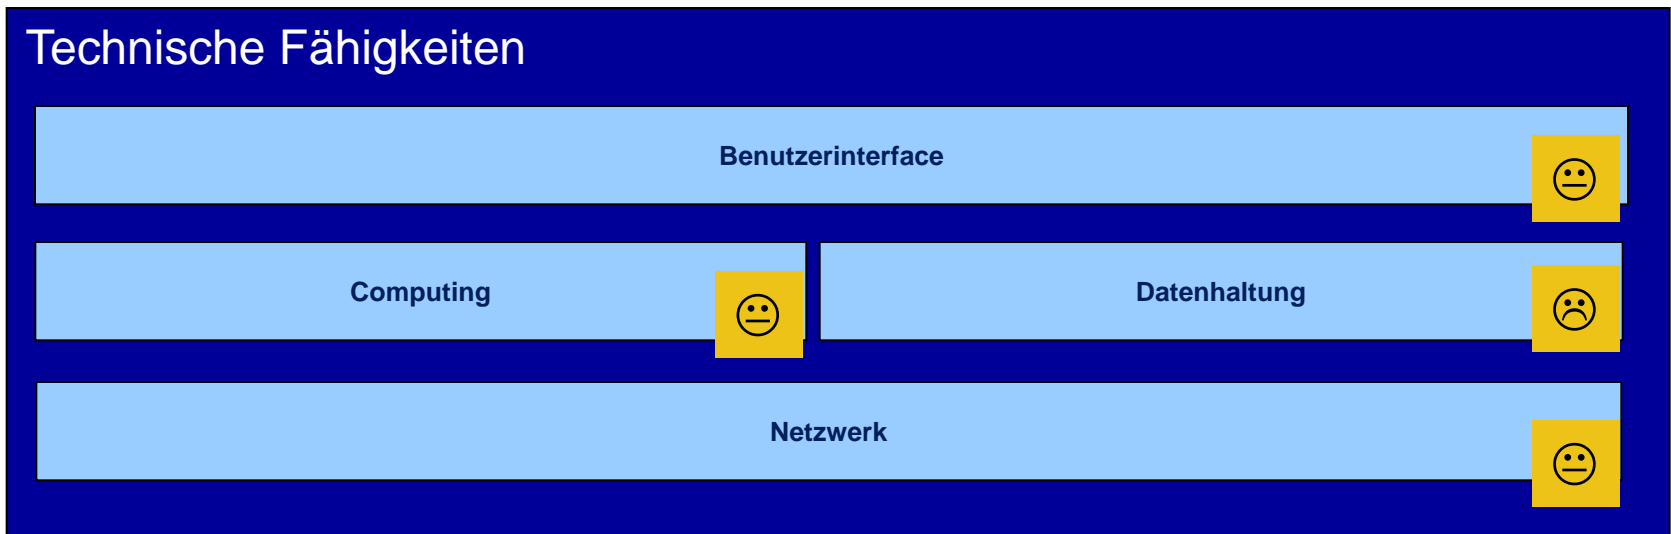 Technische Fähigkeiten
Benutzerinterface
Computing
Datenhaltung
Netzwerk